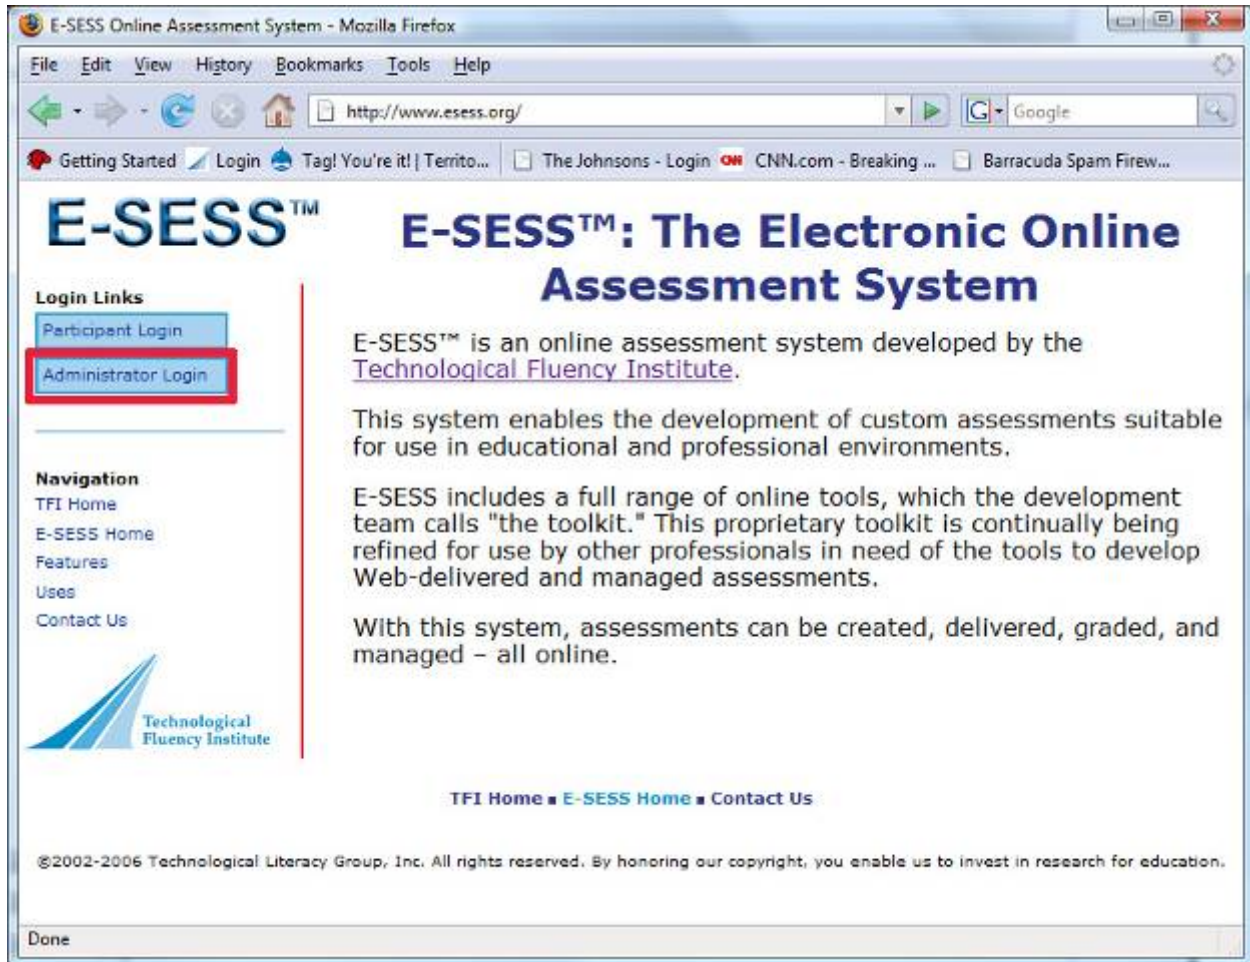 E-SESS Online Assessment System - Mozilla Firefox
File Edit View History Bookmarks Tools Help
http://www.esess.org/
G Google
Getting Started Login Tag! You're it! | Territo... The Johnsons - Login CNN CNN.com - Breaking ... Barracuda Spam Firew...
E-SESS™
Login Links
Participant Login
Administrator Login
Navigation
TFI Home
E-SESS Home
Features
Uses
Contact Us
Technological
Fluency Institute
E-SESS™: The Electronic Online
Assessment System
E-SESS™ is an online assessment system developed by the
Technological Fluency Institute.
This system enables the development of custom assessments suitable
for use in educational and professional environments.
E-SESS includes a full range of online tools, which the development
team calls "the toolkit." This proprietary toolkit is continually being
refined for use by other professionals in need of the tools to develop
Web-delivered and managed assessments.
With this system, assessments can be created, delivered, graded, and
managed – all online.
TFI Home ■ E-SESS Home ■ Contact Us
©2002-2006 Technological Literacy Group, Inc. All rights reserved. By honoring our copyright, you enable us to invest in research for education.
Done